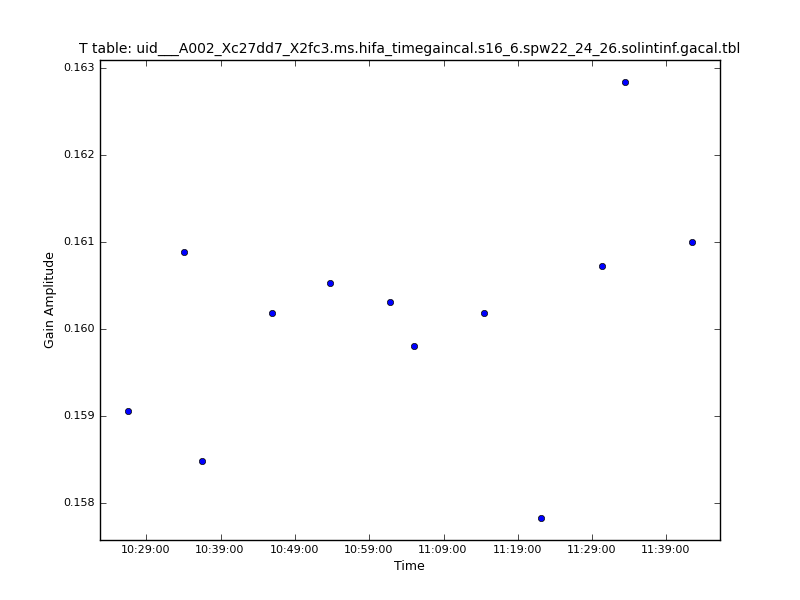 T table: uid___A002_Xc27dd7_X2fc3.ms.hifa_timegaincal.s16_6.spw22_24_26.solintinf.gacal.tbl
0.163
0.162
0.161
0.160
0.159
0.158
Gain Amplitude
10:29:00 10:39:00 10:49:00 10:59:00 11:09:00 11:19:00 11:29:00 11:39:00
Time